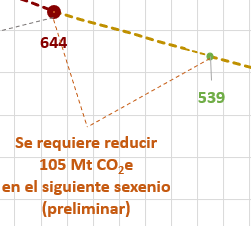 644
539
Se requiere reducir
105 Mt CO₂e
en el siguiente sexenio
(preliminar)